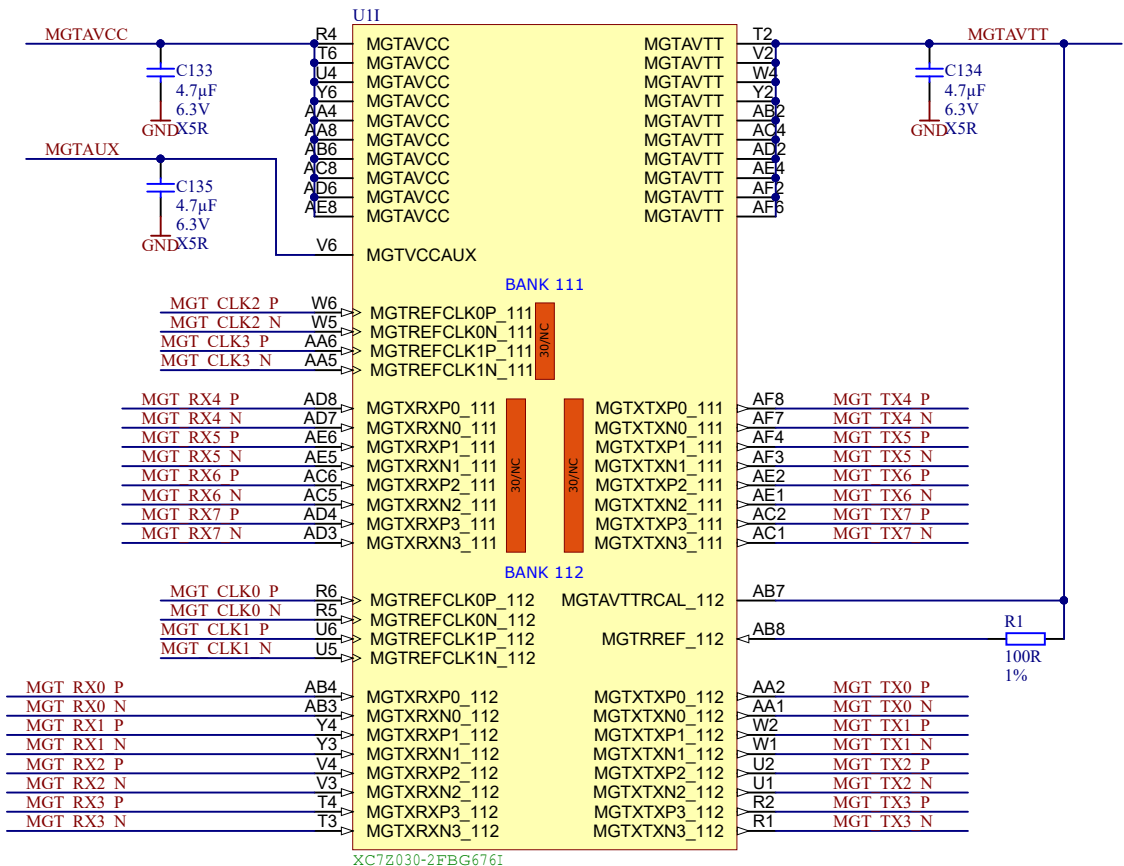 U1I
MGTAVCC R4 MGTAVCC MGTAVTT T2 MGTAVTT
T6 MGTAVCC MGTAVTT V2
C133 U4 MGTAVCC MGTAVTT W4 C134
4.7µF Y6 MGTAVCC MGTAVTT Y2 4.7µF
6.3V AA4 MGTAVCC MGTAVTT AB2 6.3V
GND X5R AA8 MGTAVCC MGTAVTT AC4 GND X5R
MGTAUX AB6 MGTAVCC MGTAVTT AD2
C135 AC8 MGTAVCC MGTAVTT AE4
4.7µF AD6 MGTAVCC MGTAVTT AF2
6.3V AE8 MGTAVCC MGTAVTT AF6
GND X5R V6 MGTVCCAUX
BANK 111
MGT_CLK2_P W6 MGTREFCLK0P_111
MGT_CLK2_N W5 MGTREFCLK0N_111
MGT_CLK3_P AA6 MGTREFCLK1P_111
MGT_CLK3_N AA5 MGTREFCLK1N_111
30/NC
MGT_RX4_P AD8 MGTXRXP0_111 MGTXTXP0_111 AF8 MGT_TX4_P
MGT_RX4_N AD7 MGTXRXN0_111 MGTXTXN0_111 AF7 MGT_TX4_N
MGT_RX5_P AE6 MGTXRXP1_111 MGTXTXP1_111 AF4 MGT_TX5_P
MGT_RX5_N AE5 MGTXRXN1_111 MGTXTXN1_111 AF3 MGT_TX5_N
MGT_RX6_P AC6 MGTXRXP2_111 MGTXTXP2_111 AE2 MGT_TX6_P
MGT_RX6_N AC5 MGTXRXN2_111 MGTXTXN2_111 AE1 MGT_TX6_N
MGT_RX7_P AD4 MGTXRXP3_111 MGTXTXP3_111 AC2 MGT_TX7_P
MGT_RX7_N AD3 MGTXRXN3_111 MGTXTXN3_111 AC1 MGT_TX7_N
30/NC 30/NC
BANK 112
MGT_CLK0_P R6 MGTREFCLK0P_112 MGTAVTTRCAL_112 AB7
MGT_CLK0_N R5 MGTREFCLK0N_112
MGT_CLK1_P U6 MGTREFCLK1P_112 MGTRREF_112 AB8 R1
MGT_CLK1_N U5 MGTREFCLK1N_112 100R
1%
MGT_RX0_P AB4 MGTXRXP0_112 MGTXTXP0_112 AA2 MGT_TX0_P
MGT_RX0_N AB3 MGTXRXN0_112 MGTXTXN0_112 AA1 MGT_TX0_N
MGT_RX1_P Y4 MGTXRXP1_112 MGTXTXP1_112 W2 MGT_TX1_P
MGT_RX1_N Y3 MGTXRXN1_112 MGTXTXN1_112 W1 MGT_TX1_N
MGT_RX2_P V4 MGTXRXP2_112 MGTXTXP2_112 U2 MGT_TX2_P
MGT_RX2_N V3 MGTXRXN2_112 MGTXTXN2_112 U1 MGT_TX2_N
MGT_RX3_P T4 MGTXRXP3_112 MGTXTXP3_112 R2 MGT_TX3_P
MGT_RX3_N T3 MGTXRXN3_112 MGTXTXN3_112 R1 MGT_TX3_N
XC7Z030-2FBG676I